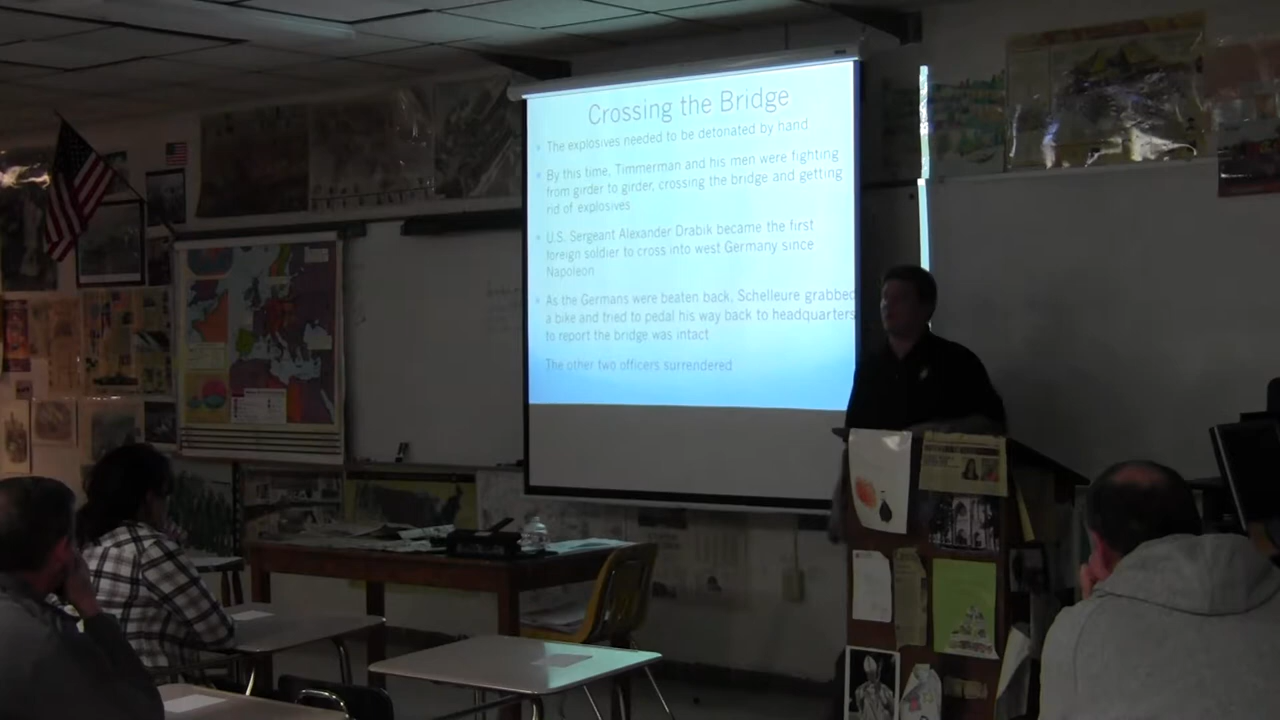 Crossing the Bridge
The explosives needed to be detonated by hand
By this time, Timmerman and his men were fighting
from girder to girder, crossing the bridge and getting
rid of explosives
U.S. Sergeant Alexander Drabik became the first
foreign soldier to cross into west Germany since
Napoleon
As the Germans were beaten back, Schelleure grabbed
a bike and tried to pedal his way back to headquarters
to report the bridge was intact
The other two officers surrendered